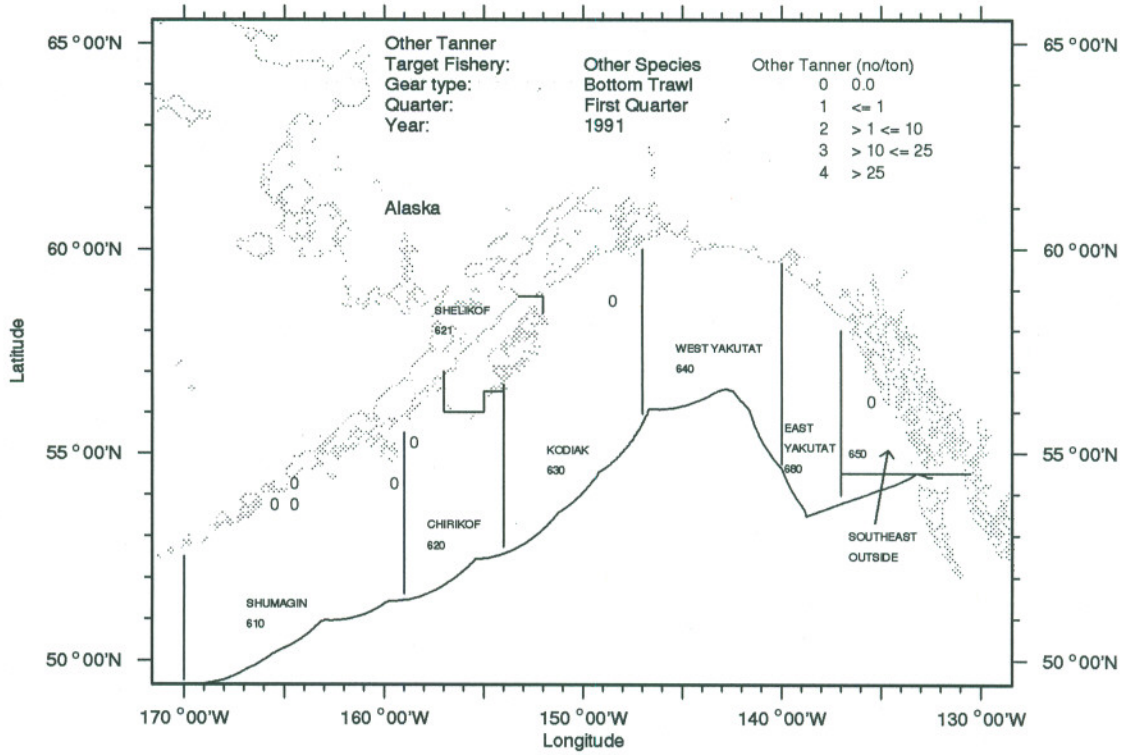 65 °00'N
65 °00'N
Other Tanner
Target Fishery: Other Species
Gear type: Bottom Trawl
Quarter: First Quarter
Year: 1991
Other Tanner (no/ton)
0 0.0
1 <= 1
2 > 1 <= 10
3 > 10 <= 25
4 > 25
Alaska
60 °00'N
60 °00'N
Latitude
SHELIKOF
621
0
WEST YAKUTAT
640
0
EAST
YAKUTAT
680
650
55 °00'N
55 °00'N
0
0
0
0 0
KODIAK
630
CHIRIKOF
620
SOUTHEAST
OUTSIDE
SHUMAGIN
610
50 °00'N
50 °00'N
170 °00'W
160 °00'W
150 °00'W
140 °00'W
130 °00'W
Longitude